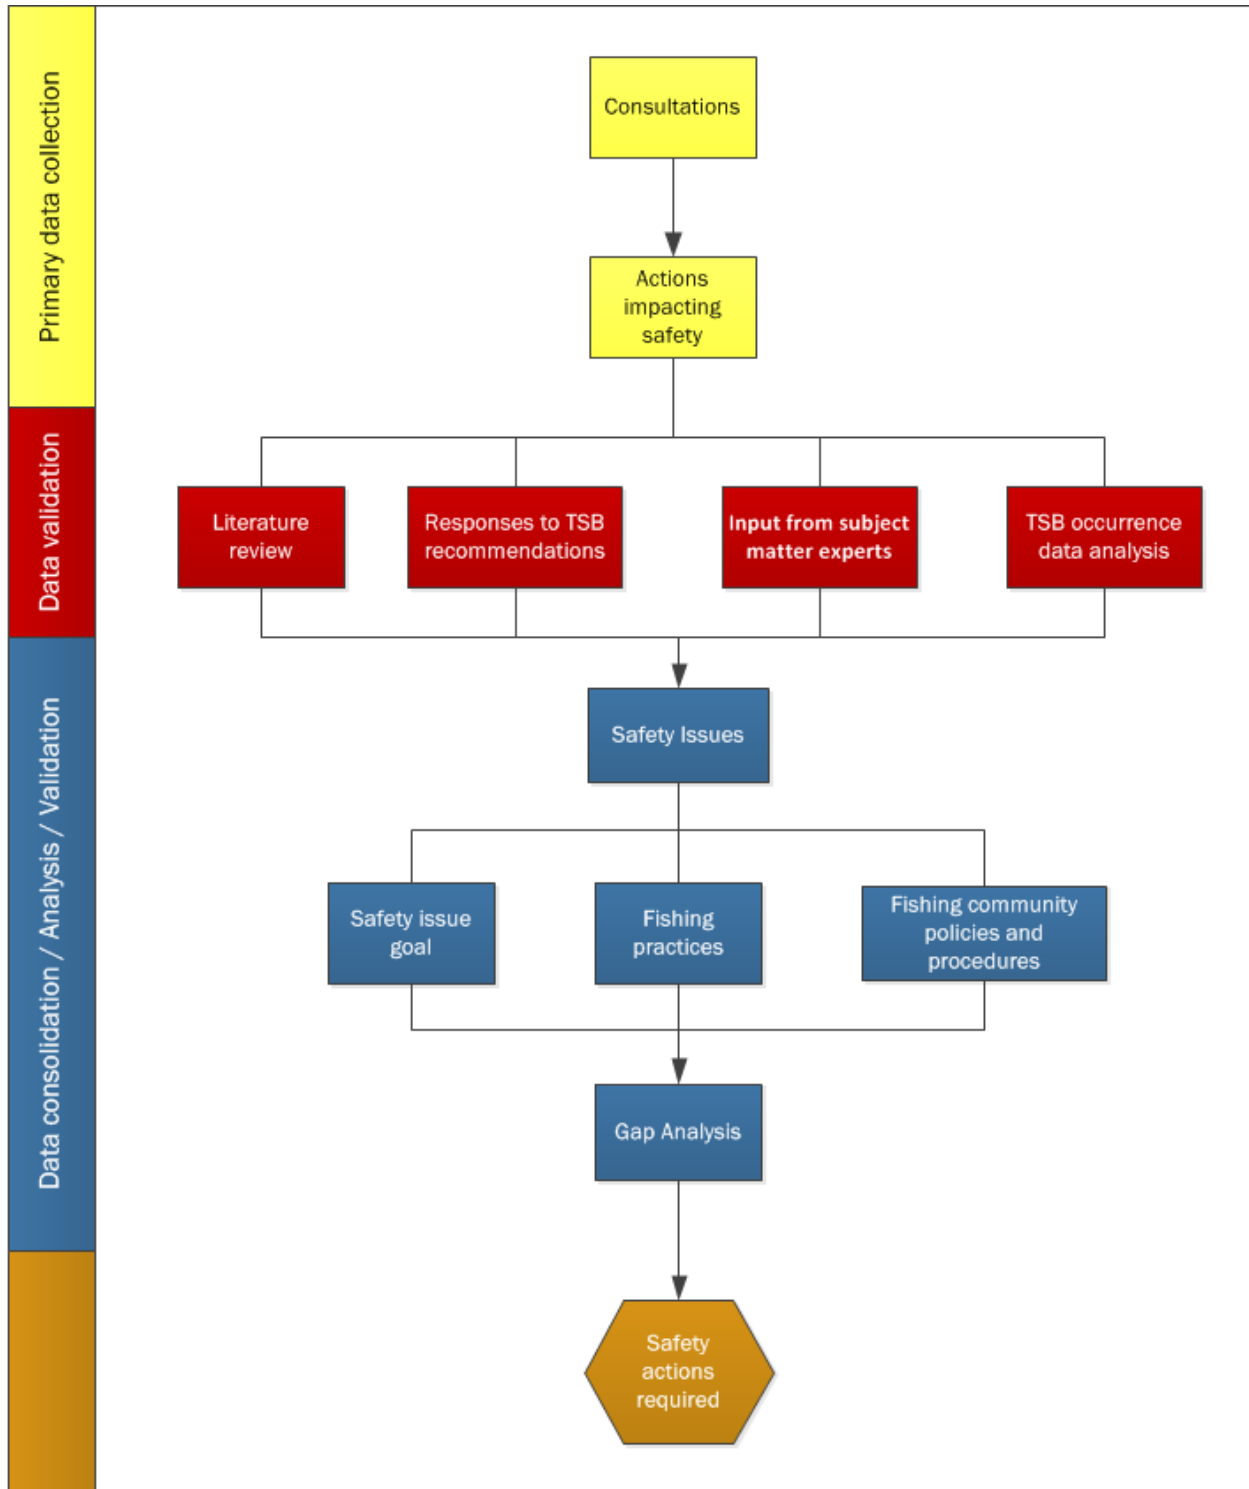 Primary data collection
Consultations
Actions
impacting
safety
Data validation
Literature
review
Responses to TSB
recommendations
Input from subject
matter experts
TSB occurrence
data analysis
Data consolidation / Analysis / Validation
Safety Issues
Safety issue
goal
Fishing
practices
Fishing community
policies and
procedures
Gap Analysis
Safety
actions
required